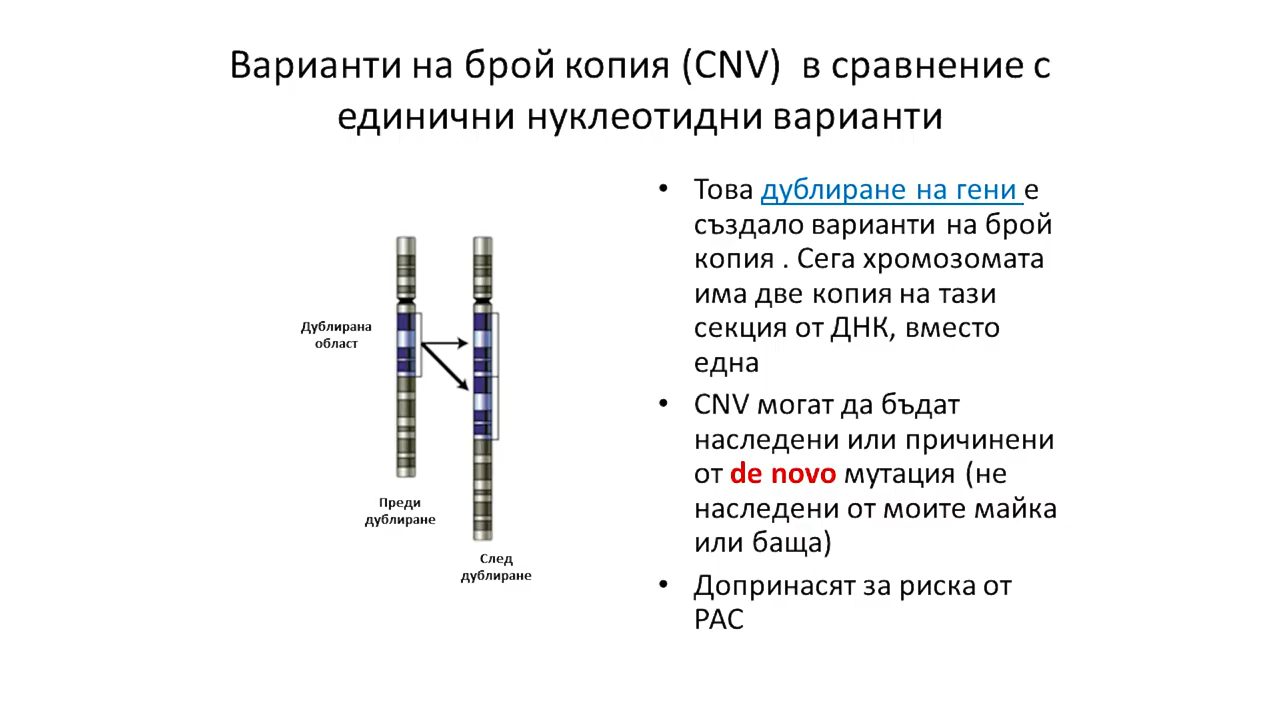 Варианти на брой копия (CNV) в сравнение с
единични нуклеотидни варианти
Дублирана
област
Преди
дублиране
След
дублиране
• Това дублиране на гени е
създало варианти на брой
копия . Сега хромозомата
има две копия на тази
секция от ДНК, вместо
една
• CNV могат да бъдат
наследени или причинени
от de novo мутация (не
наследени от моите майка
или баща)
• Допринасят за риска от
РАС